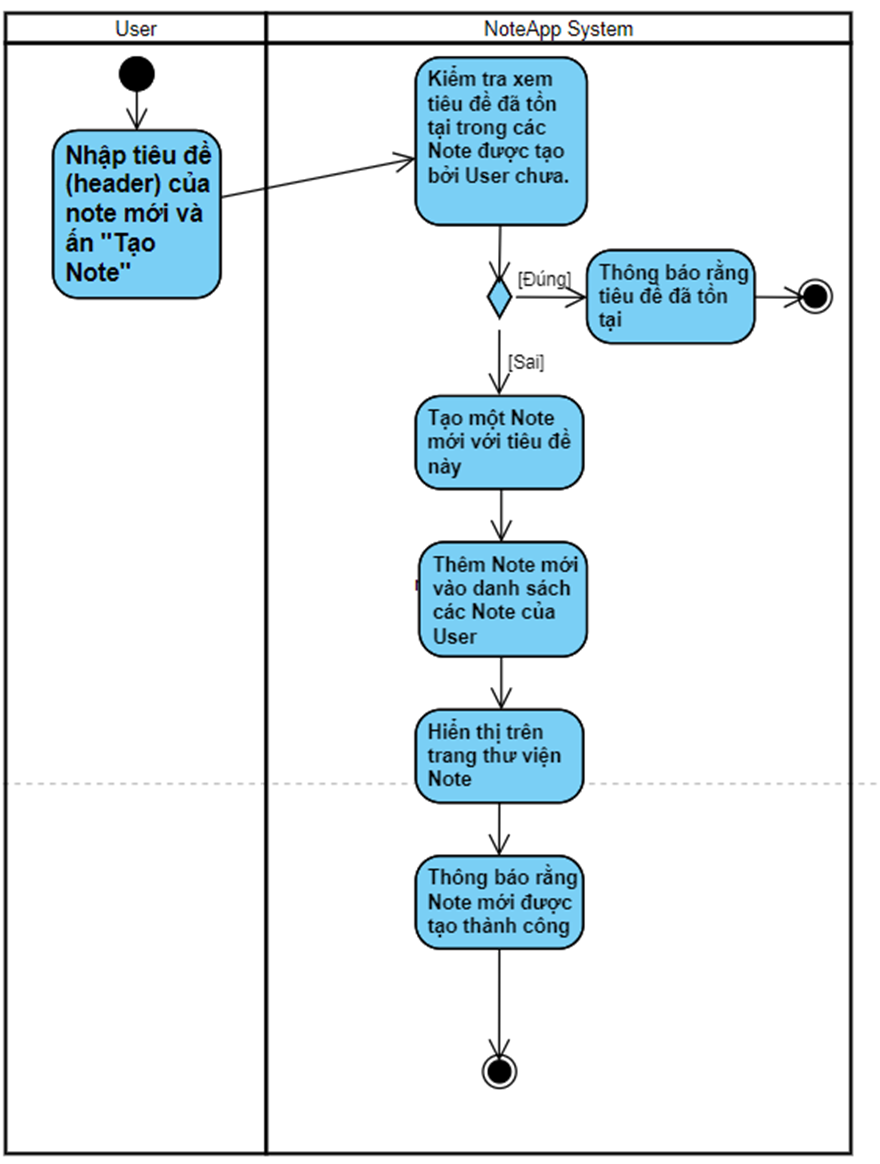 User
NoteApp System
Nhập tiêu đề
(header) của
note mới và
ấn "Tạo
Note"
Kiểm tra xem
tiêu đề đã tồn
tại trong các
Note được tạo
bởi User chưa.
[Đúng]
Thông báo rằng
tiêu đề đã tồn
tại
[Sai]
Tạo một Note
mới với tiêu đề
này
Thêm Note mới
vào danh sách
các Note của
User
Hiển thị trên
trang thư viện
Note
Thông báo rằng
Note mới được
tạo thành công